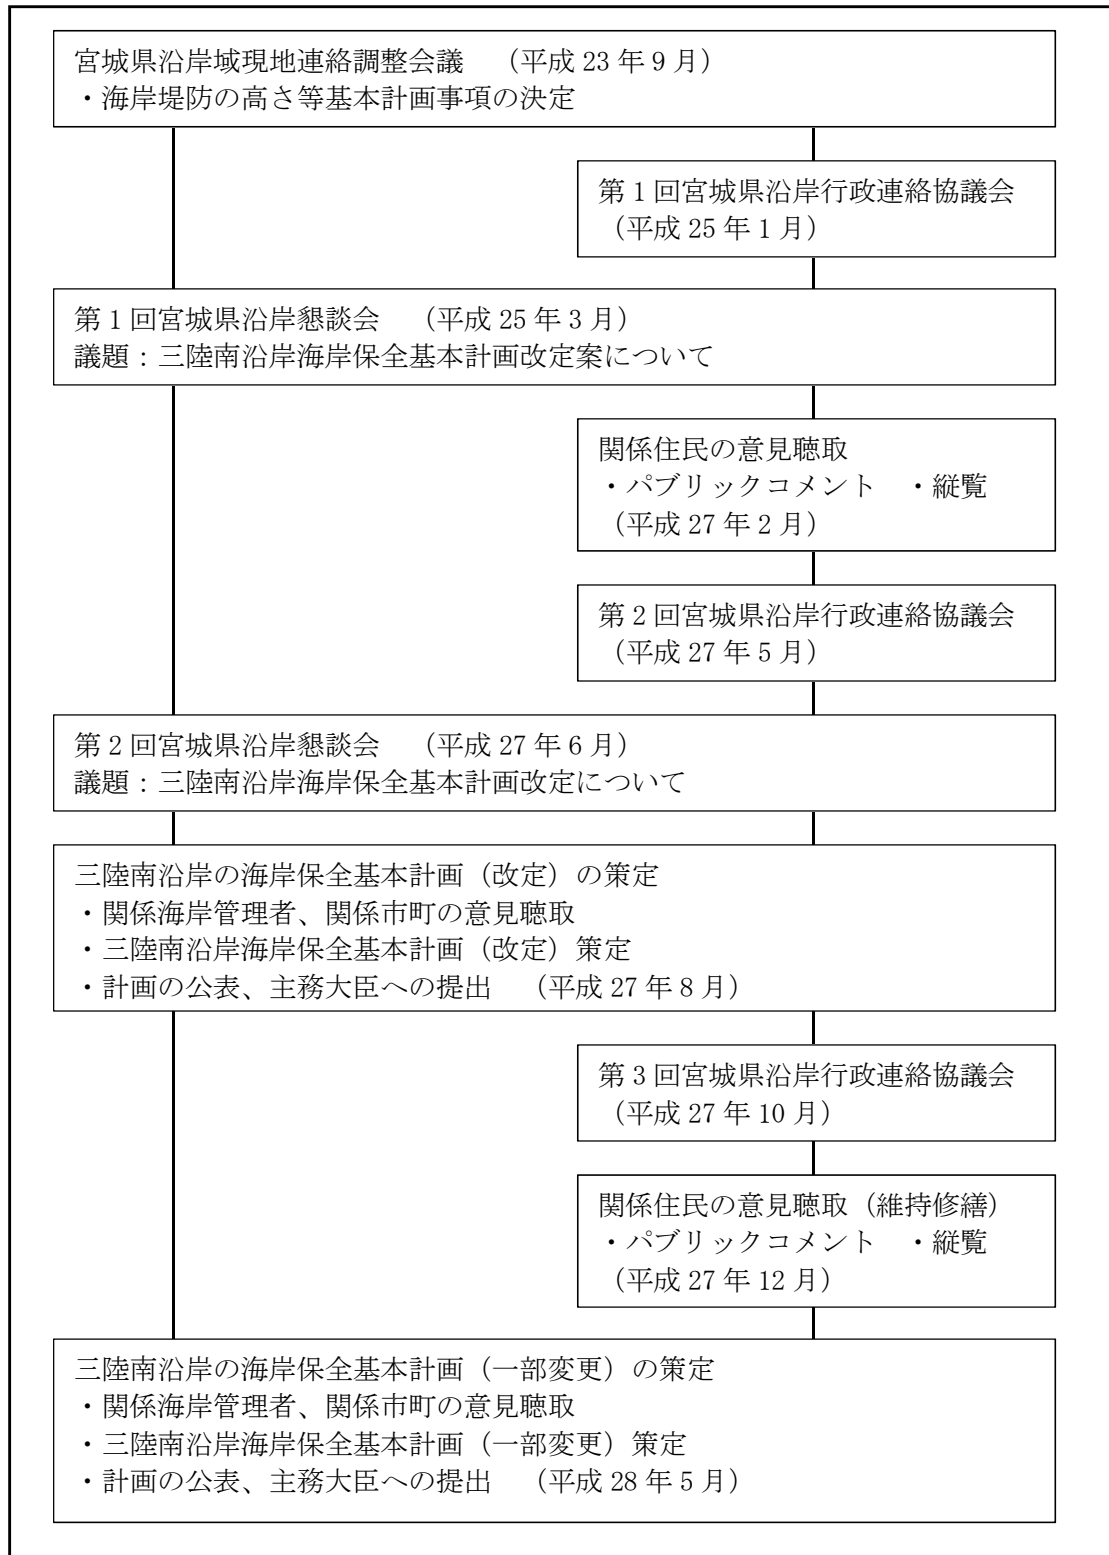 宮城県沿岸域現地連絡調整会議　（平成 23 年 9 月）
・海岸堤防の高さ等基本計画事項の決定
第 1 回宮城県沿岸行政連絡協議会
（平成 25 年 1 月）
第 1 回宮城県沿岸懇談会　（平成 25 年 3 月）
議題：三陸南沿岸海岸保全基本計画改定案について
関係住民の意見聴取
・パブリックコメント　・縦覧
（平成 27 年 2 月）
第 2 回宮城県沿岸行政連絡協議会
（平成 27 年 5 月）
第 2 回宮城県沿岸懇談会　（平成 27 年 6 月）
議題：三陸南沿岸海岸保全基本計画改定について
三陸南沿岸の海岸保全基本計画（改定）の策定
・関係海岸管理者、関係市町の意見聴取
・三陸南沿岸海岸保全基本計画（改定）策定
・計画の公表、主務大臣への提出　（平成 27 年 8 月）
第 3 回宮城県沿岸行政連絡協議会
（平成 27 年 10 月）
関係住民の意見聴取（維持修繕）
・パブリックコメント　・縦覧
（平成 27 年 12 月）
三陸南沿岸の海岸保全基本計画（一部変更）の策定
・関係海岸管理者、関係市町の意見聴取
・三陸南沿岸海岸保全基本計画（一部変更）策定
・計画の公表、主務大臣への提出　（平成 28 年 5 月）